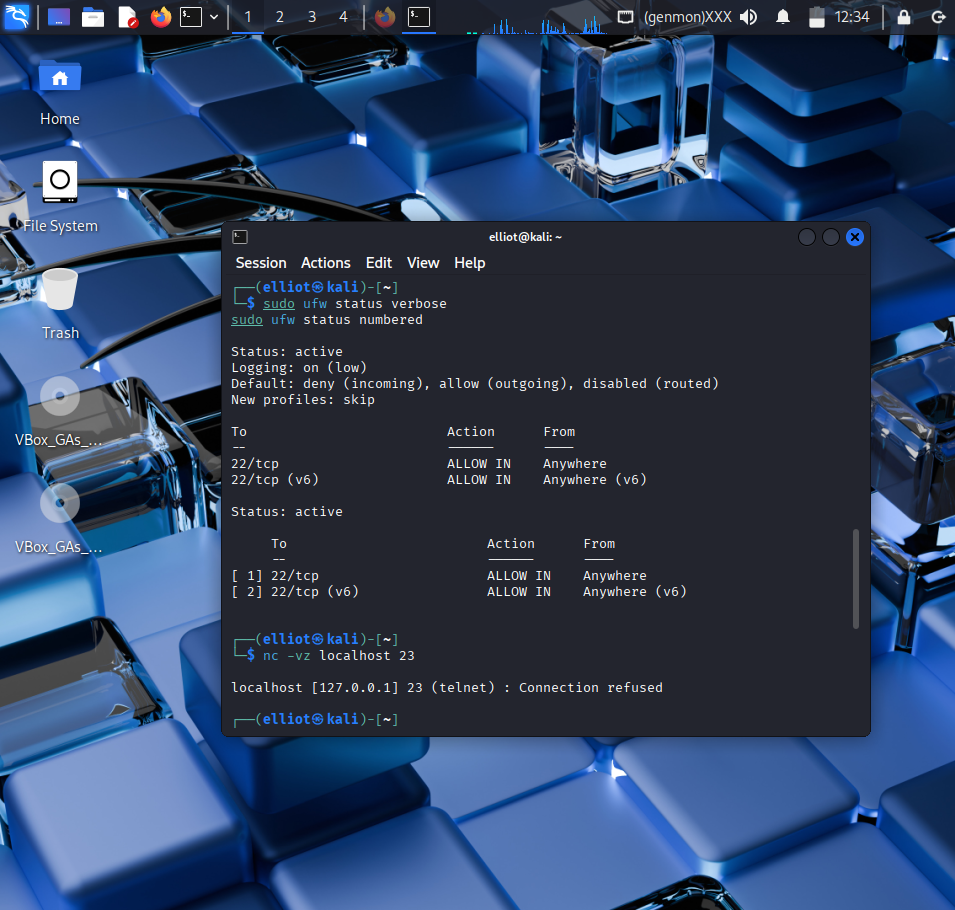 1 2 3 4 (genmon)XXX 12:34
Home
File System
Trash
VBox_GAs_...
VBox_GAs_...
elliot@kali: ~
Session Actions Edit View Help
┌──(elliot㉿kali)-[~]
└─$ sudo ufw status verbose
sudo ufw status numbered
Status: active
Logging: on (low)
Default: deny (incoming), allow (outgoing), disabled (routed)
New profiles: skip
To Action From
-- ------ ----
22/tcp ALLOW IN Anywhere
22/tcp (v6) ALLOW IN Anywhere (v6)
Status: active
To Action From
-- ------ ----
[ 1] 22/tcp ALLOW IN Anywhere
[ 2] 22/tcp (v6) ALLOW IN Anywhere (v6)
┌──(elliot㉿kali)-[~]
└─$ nc -vz localhost 23
localhost [127.0.0.1] 23 (telnet) : Connection refused
┌──(elliot㉿kali)-[~]